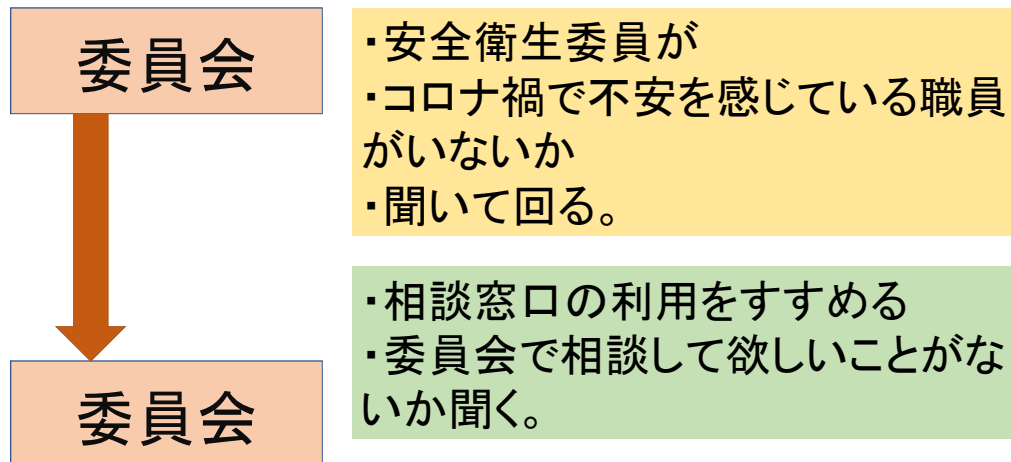 委員会
・安全衛生委員が
・コロナ禍で不安を感じている職員
がいないか
・聞いて回る。
・相談窓口の利用をすすめる
・委員会で相談して欲しいことがな
いか聞く。
委員会